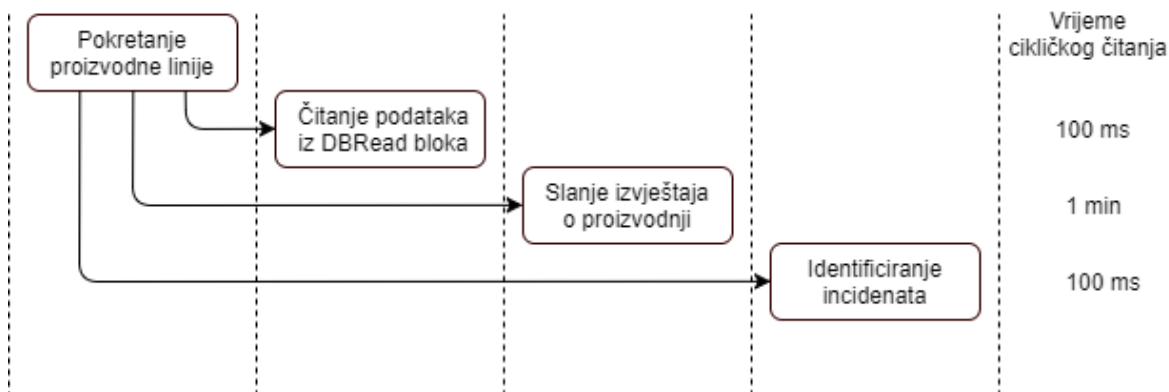 Pokretanje
proizvodne linije
Vrijeme
cikličkog čitanja
Čitanje podataka
iz DBRead bloka
100 ms
Slanje izvještaja
o proizvodnji
1 min
Identificiranje
incidenata
100 ms